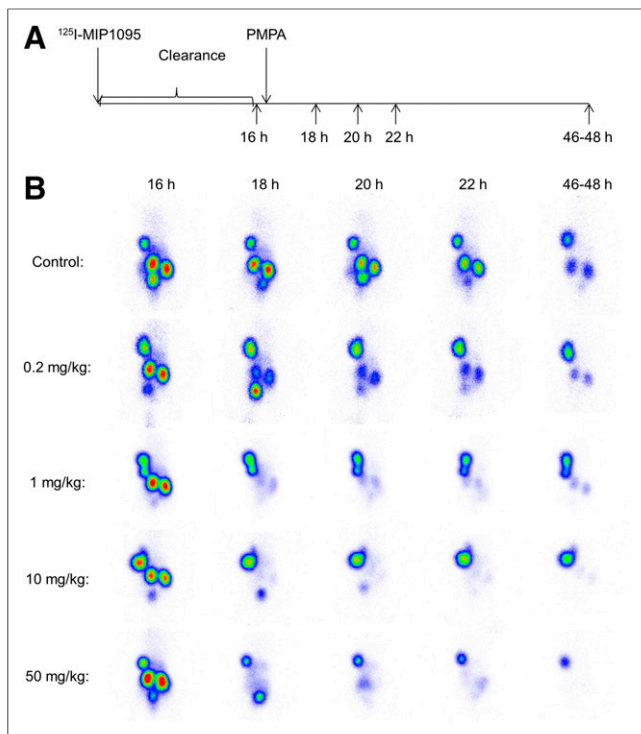 A
¹²⁵I-MIP1095 PMPA
Clearance
16 h 18 h 20 h 22 h 46-48 h
B
16 h 18 h 20 h 22 h 46-48 h
Control:
0.2 mg/kg:
1 mg/kg:
10 mg/kg:
50 mg/kg: